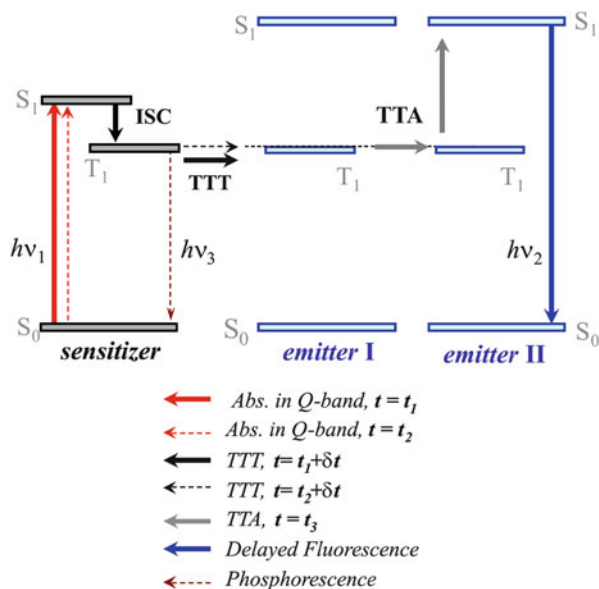 S1 S1
S1 ISC TTA
T1 TTT T1 T1
hν1 hν3 hν2
S0 S0 S0
sensitizer emitter I emitter II
Abs. in Q-band, t = t1
Abs. in Q-band, t = t2
TTT, t= t1+δt
TTT, t= t2+δt
TTA, t = t3
Delayed Fluorescence
Phosphorescence